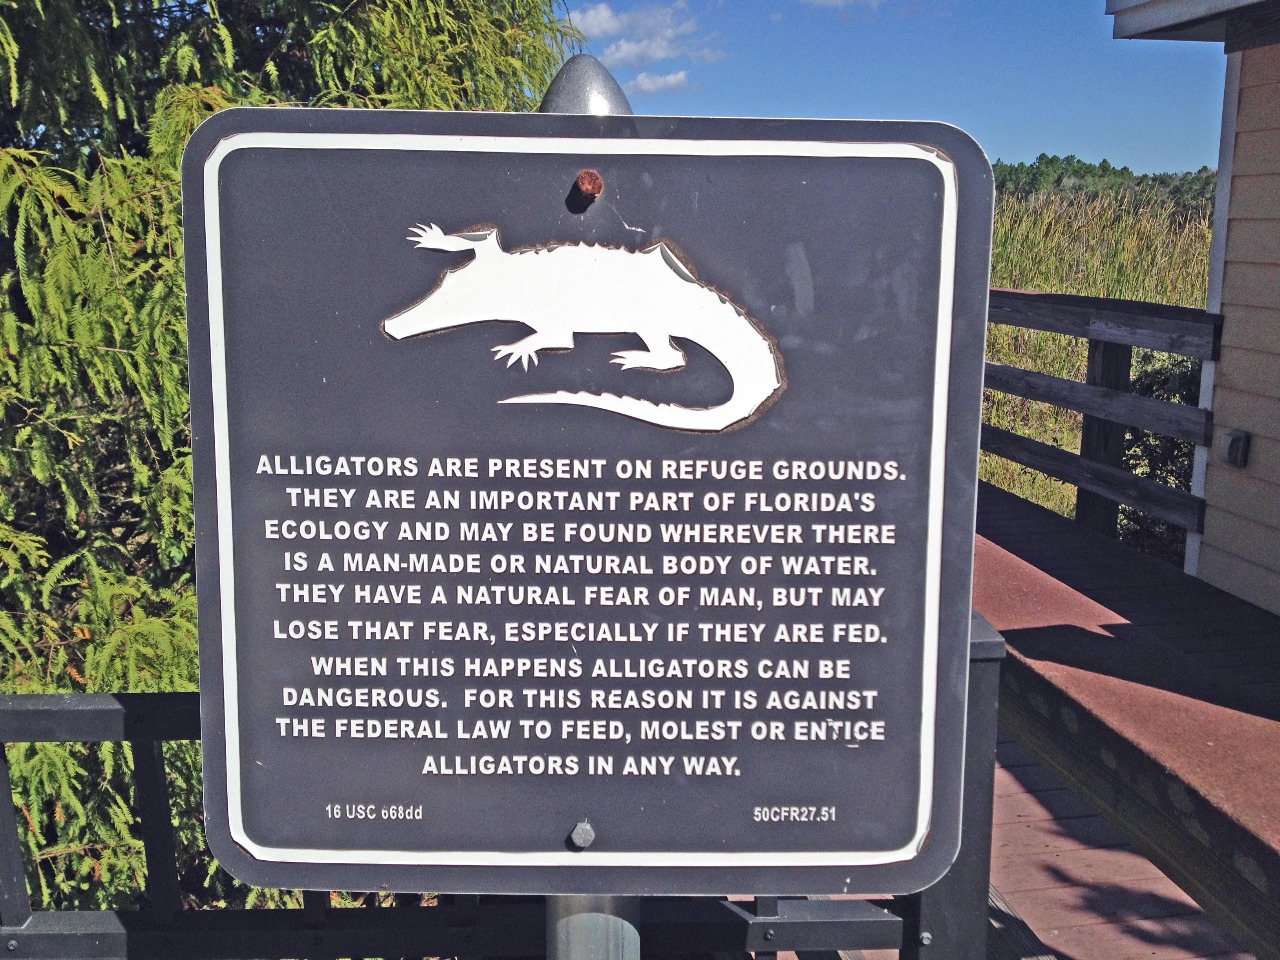 ALLIGATORS ARE PRESENT ON REFUGE GROUNDS.
THEY ARE AN IMPORTANT PART OF FLORIDA'S
ECOLOGY AND MAY BE FOUND WHEREVER THERE
IS A MAN-MADE OR NATURAL BODY OF WATER.
THEY HAVE A NATURAL FEAR OF MAN, BUT MAY
LOSE THAT FEAR, ESPECIALLY IF THEY ARE FED.
WHEN THIS HAPPENS ALLIGATORS CAN BE
DANGEROUS. FOR THIS REASON IT IS AGAINST
THE FEDERAL LAW TO FEED, MOLEST OR ENTICE
ALLIGATORS IN ANY WAY.
16 USC 668dd 50CFR27.51